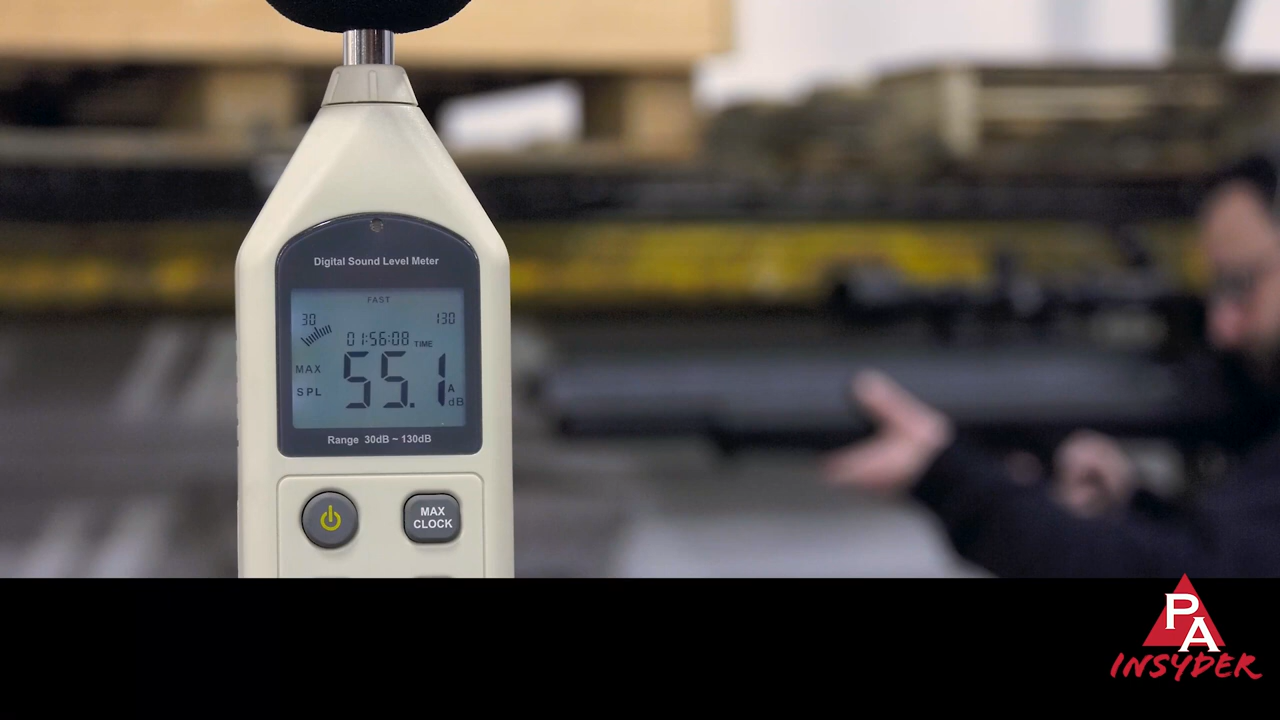 Digital Sound Level Meter
FAST
30 130
01:56:08 TIME
MAX
SPL
55.1 A dB
Range 30dB ~ 130dB
MAX CLOCK
PA
INSYDER